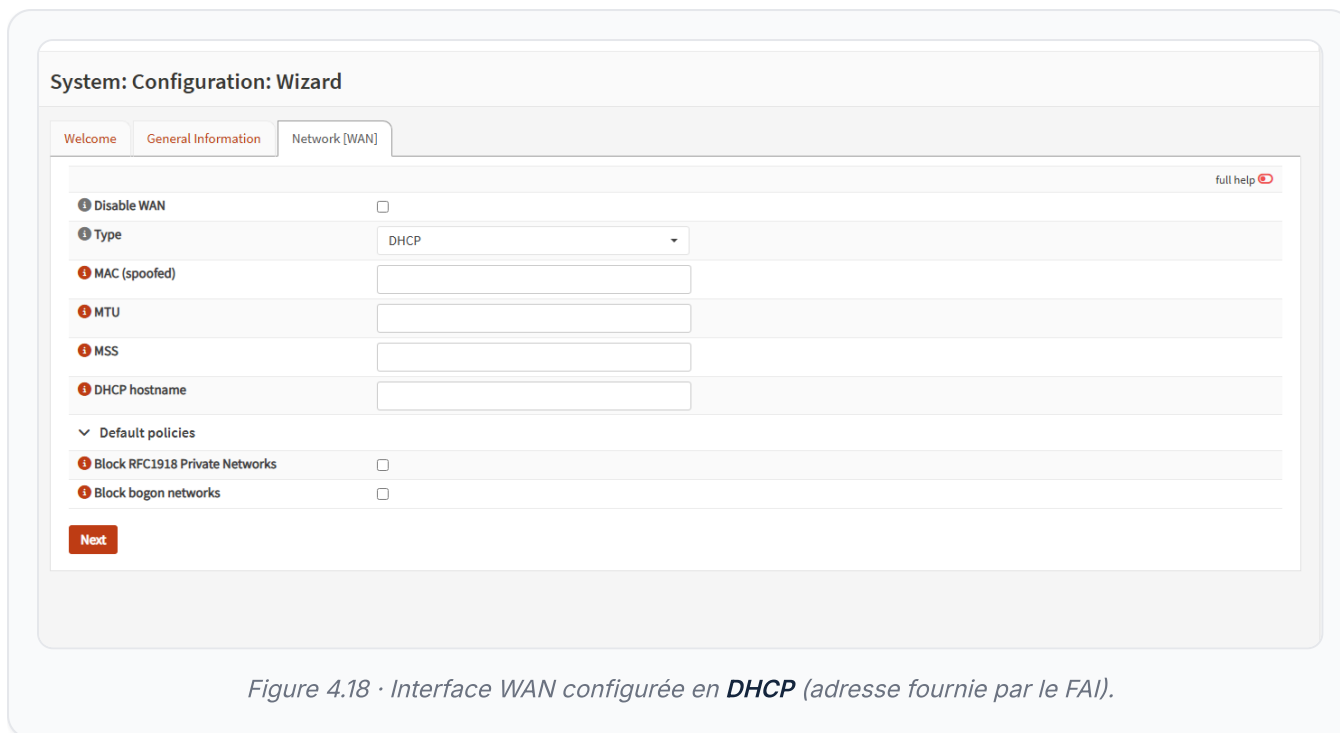 System: Configuration: Wizard
Welcome
General Information
Network [WAN]
full help
Disable WAN
Type
DHCP
MAC (spoofed)
MTU
MSS
DHCP hostname
Default policies
Block RFC1918 Private Networks
Block bogon networks
Next
Figure 4.18 · Interface WAN configurée en DHCP (adresse fournie par le FAI).